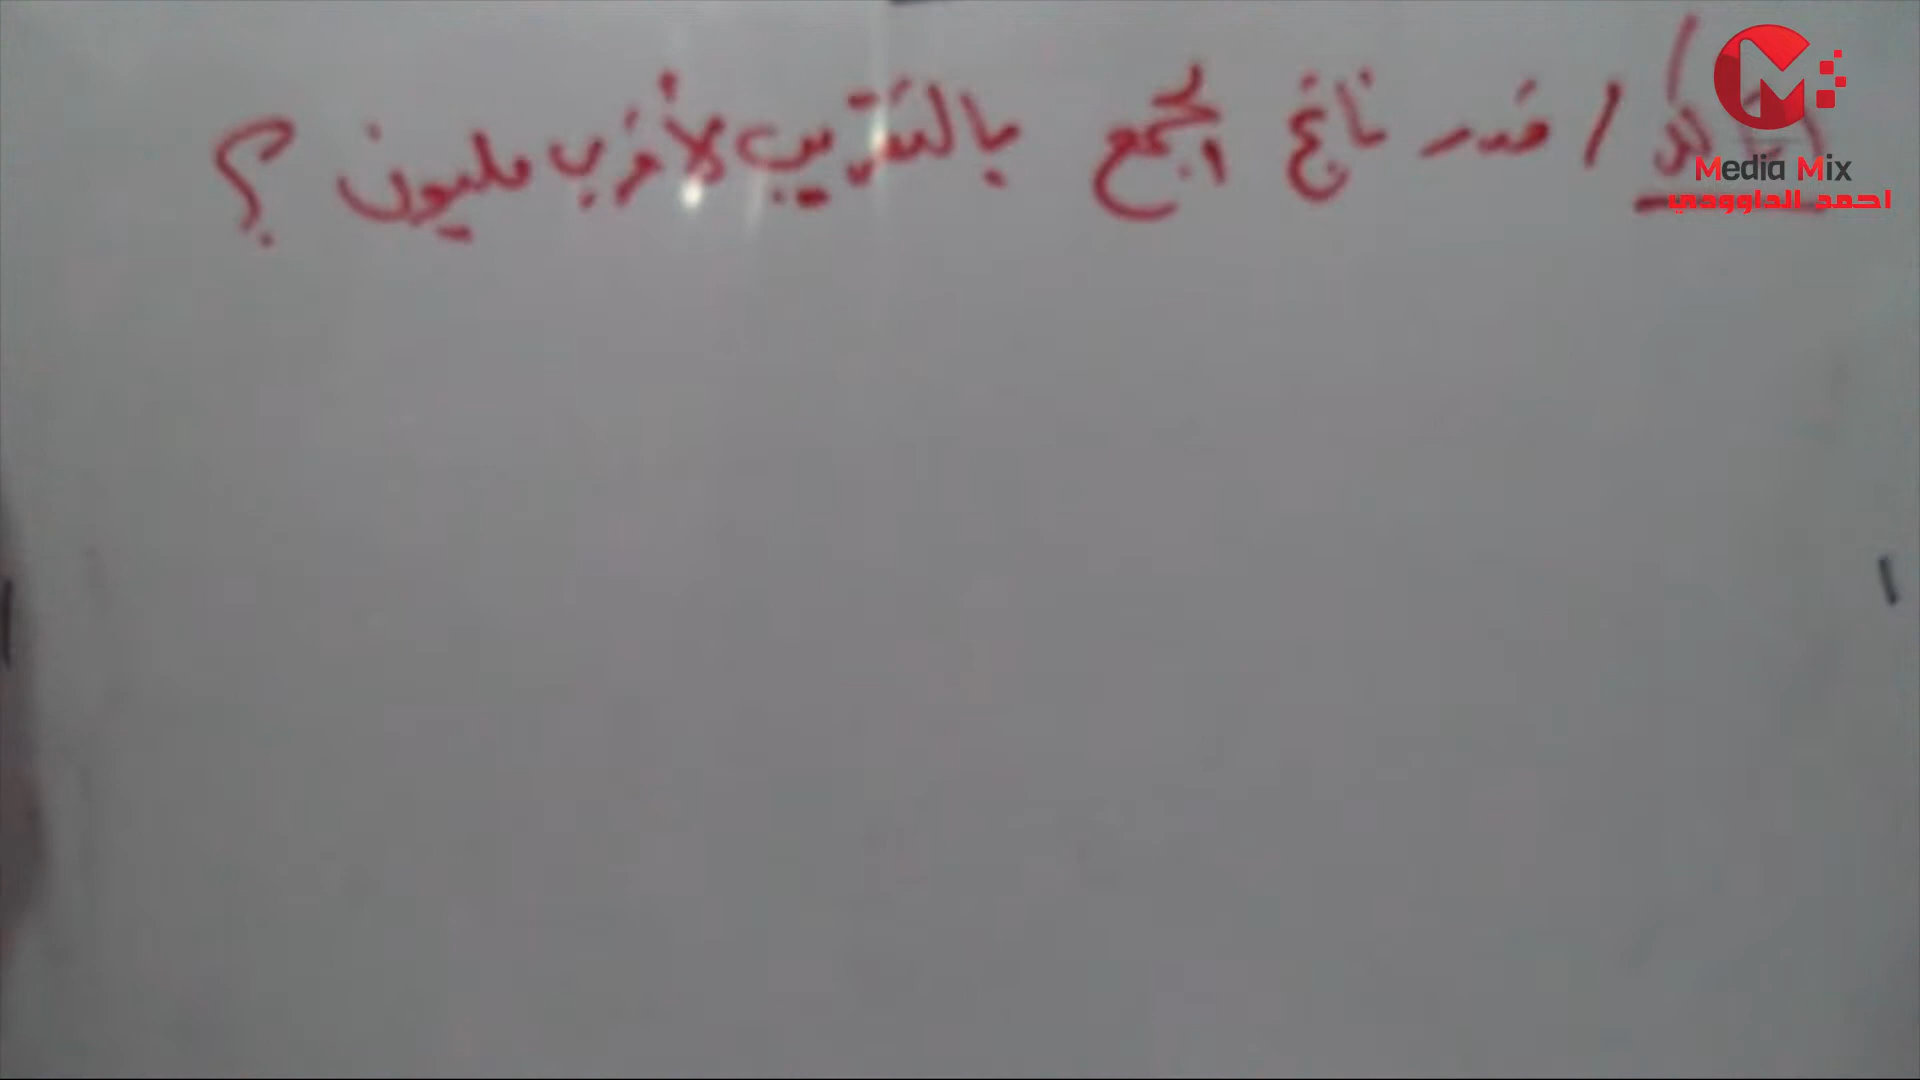 / قدر ناتج الجمع بالتقريب لأقرب مليون ؟
Media Mix
احمد الداوودي